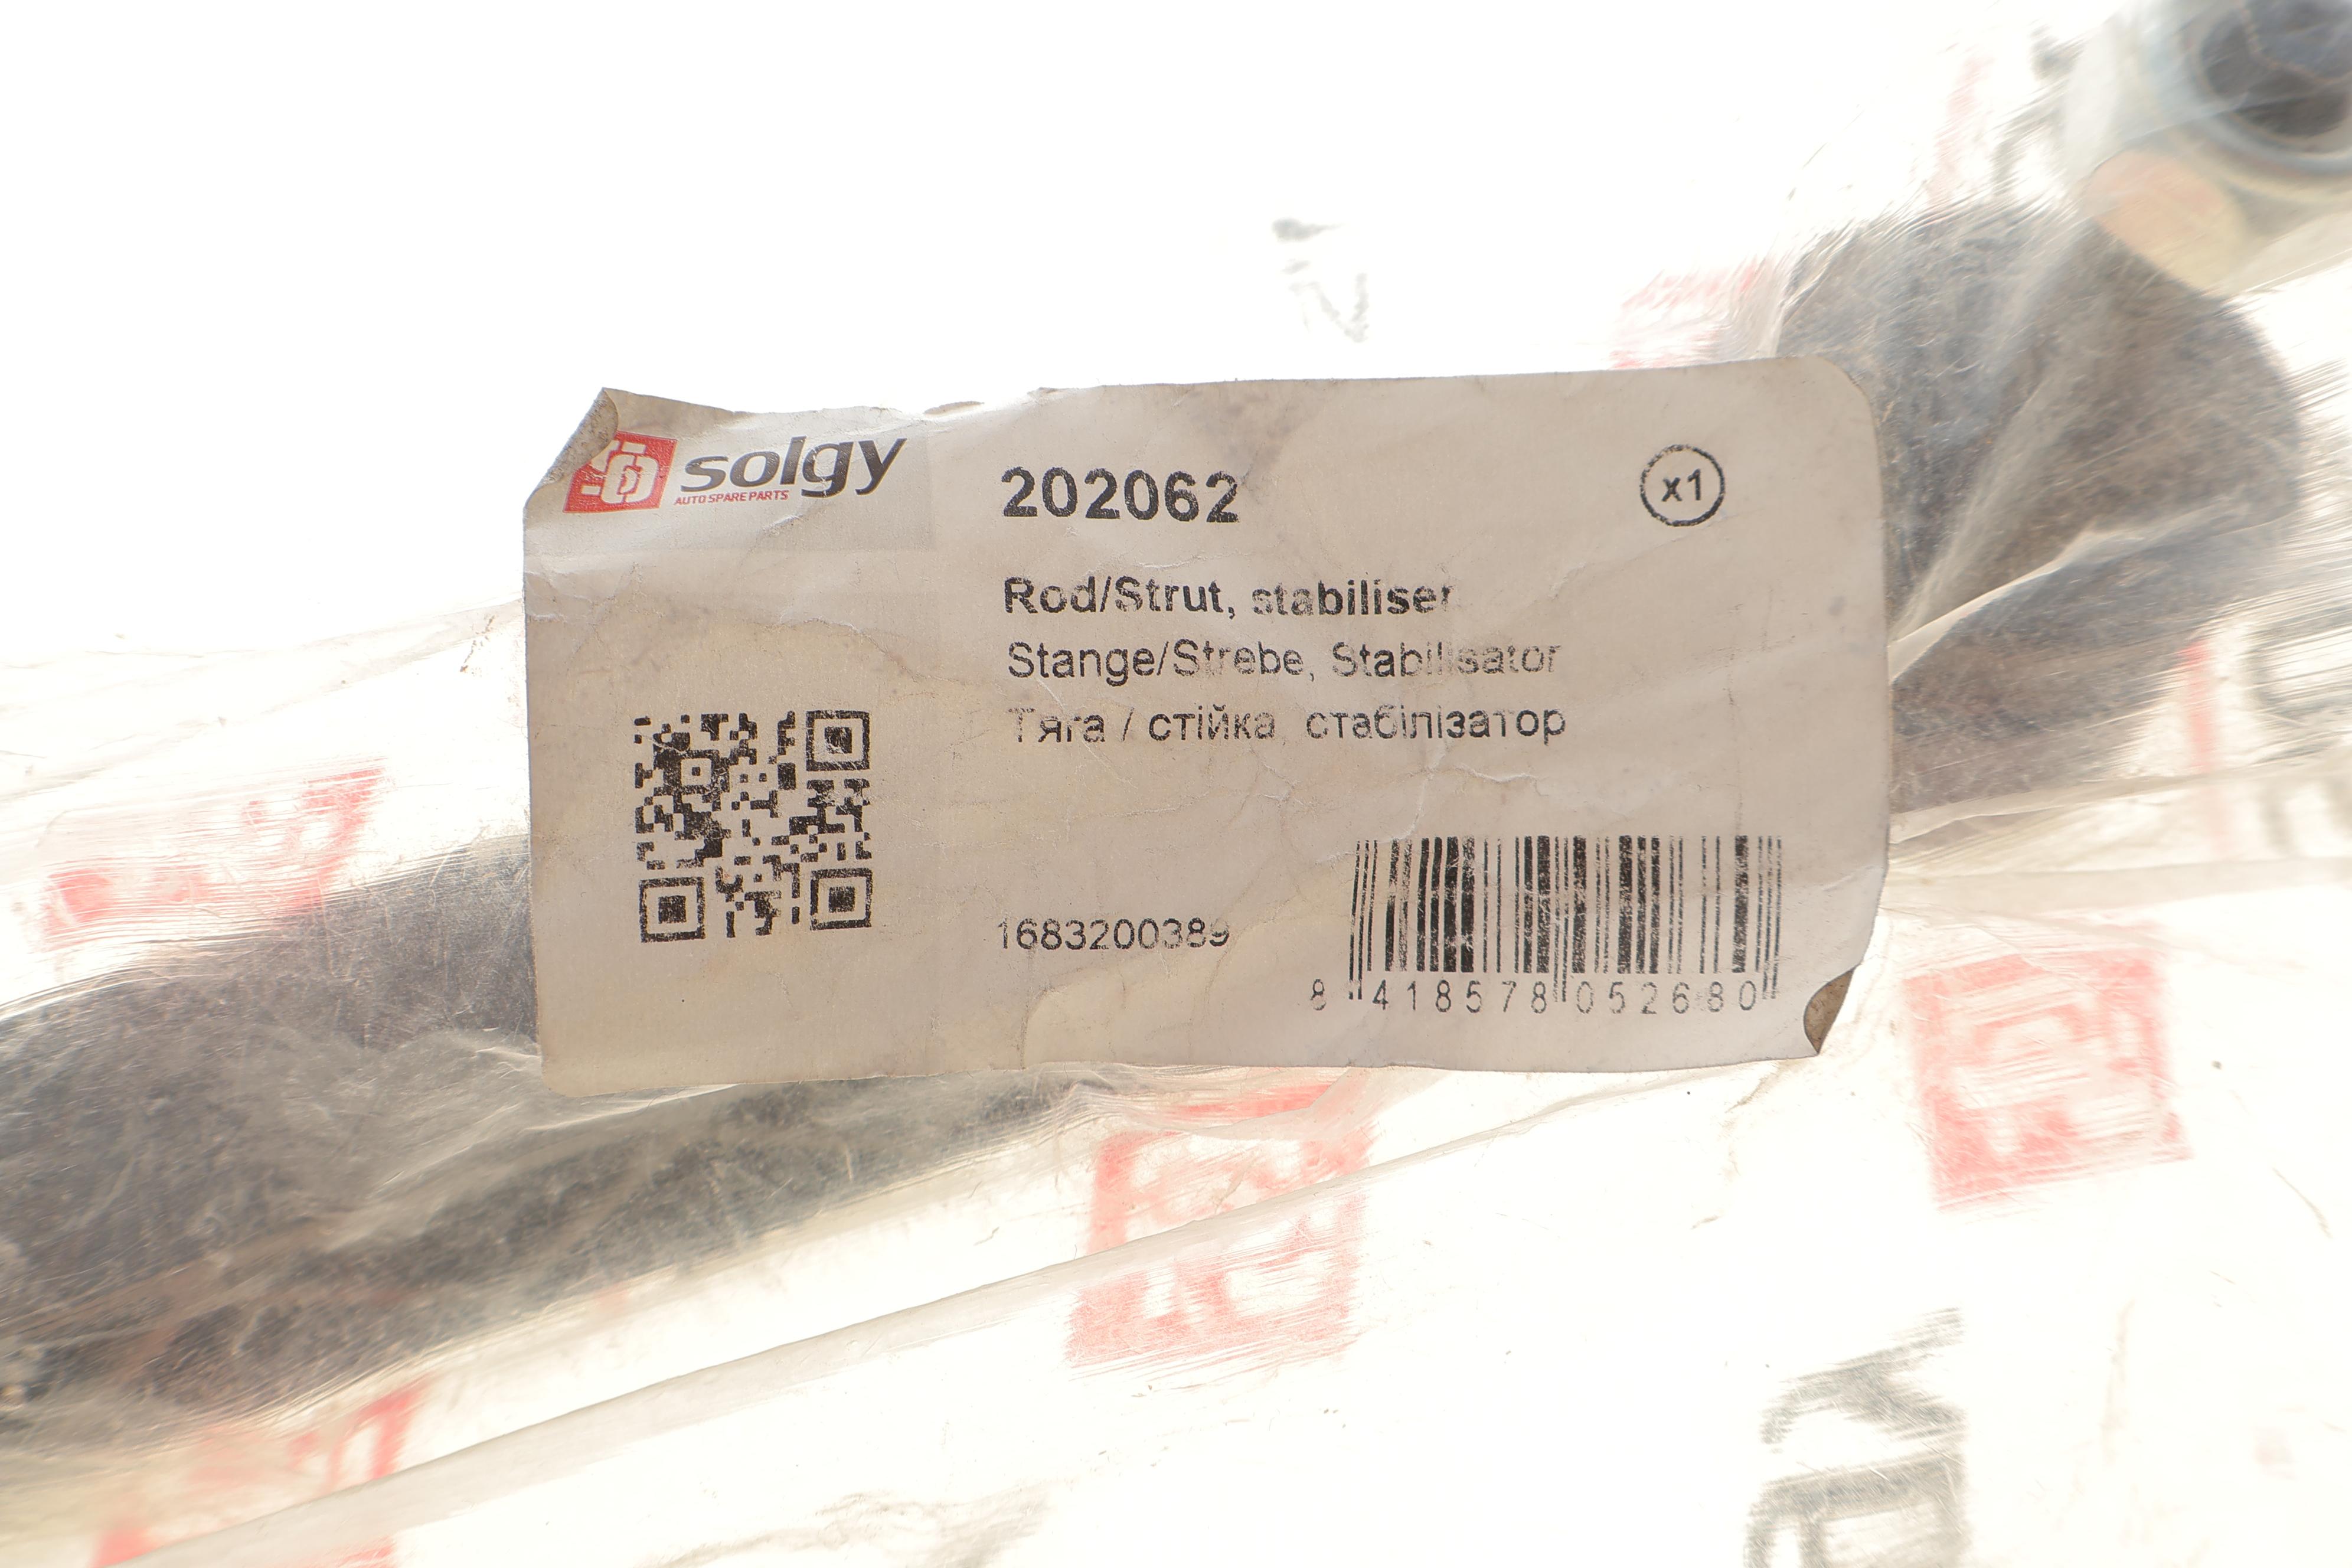 solgy
AUTO SPARE PARTS
202062
x1
Rod/Strut, stabiliser
Stange/Strebe, Stabilisator
Тяга / стійка, стабілізатор
1683200389
8 418578 052680